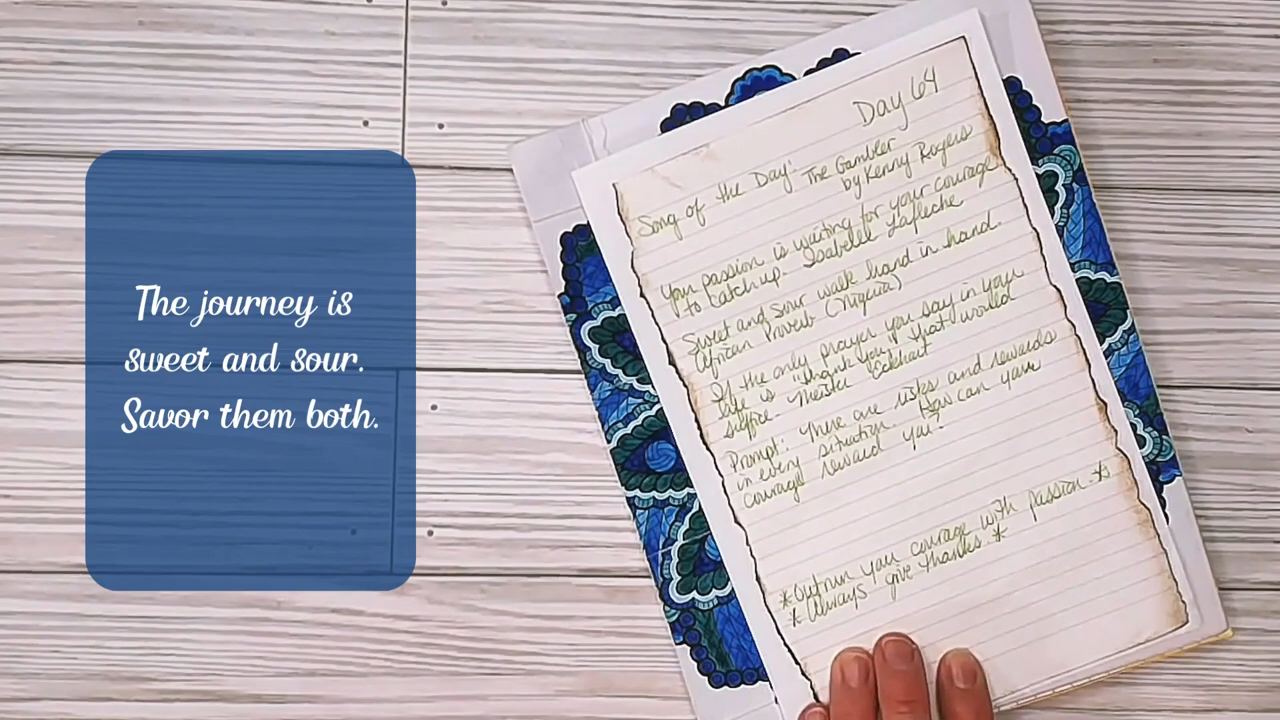 The journey is
sweet and sour.
Savor them both.
Day 64
Song of the Day: The Gambler
by Kenny Rogers
Your passion is waiting for your courage
to catch up. Isabelle Lafleche
Sweet and sour walk hand in hand.
African Proverb (Nigeria)
If the only prayer you say in your
life is "thank you" that would
suffice. Meister Eckhart
Prompt: There are risks and rewards
in every situation. How can your
courage reward you?
*Outrun you courage with passion.*
*Always give thanks.*